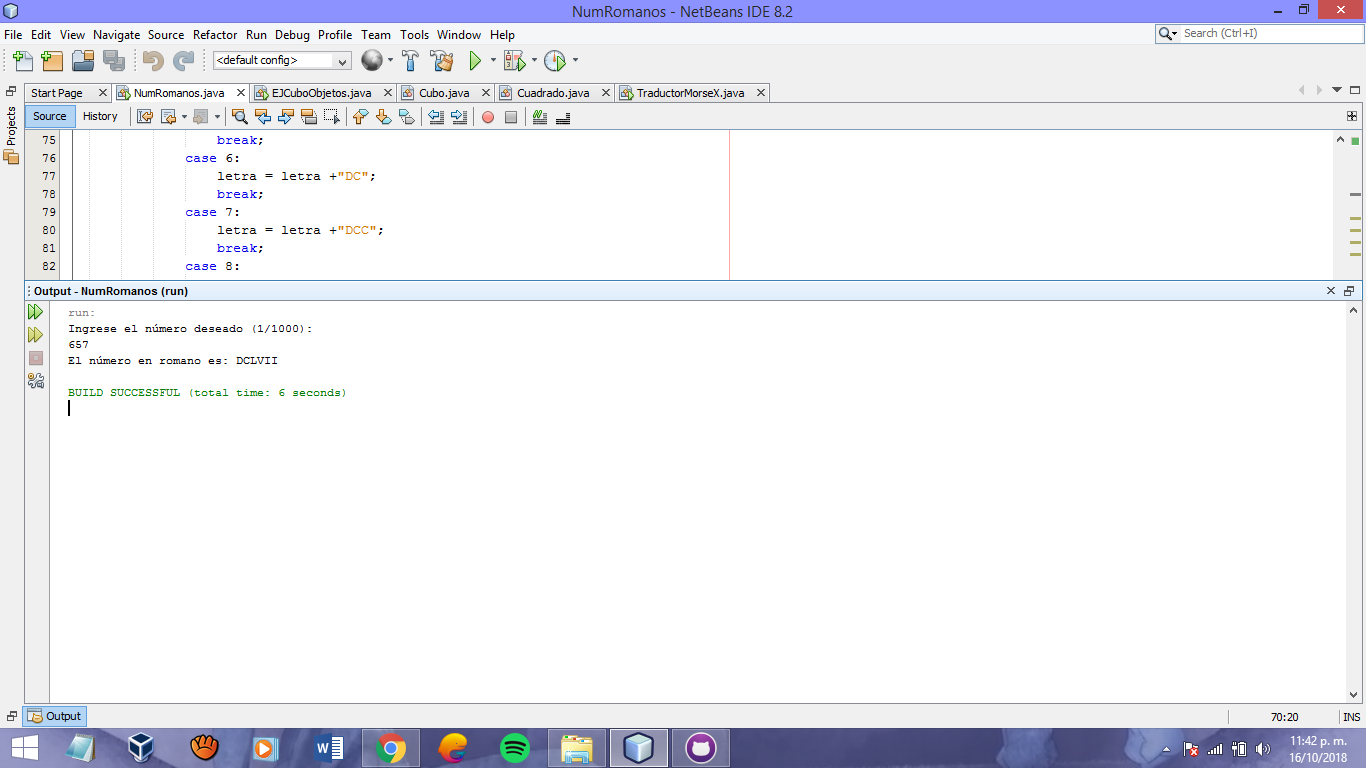 NumRomanos - NetBeans IDE 8.2
File Edit View Navigate Source Refactor Run Debug Profile Team Tools Window Help
Search (Ctrl+I)
<default config>
Start Page NumRomanos.java EJCuboObjetos.java Cubo.java Cuadrado.java TraductorMorseX.java
Projects
Source History
75 break;
76 case 6:
77 letra = letra +"DC";
78 break;
79 case 7:
80 letra = letra +"DCC";
81 break;
82 case 8:
Output - NumRomanos (run)
run:
Ingrese el número deseado (1/1000):
657
El número en romano es: DCLVII
BUILD SUCCESSFUL (total time: 6 seconds)
Output
70:20 INS
11:42 p. m.
16/10/2018